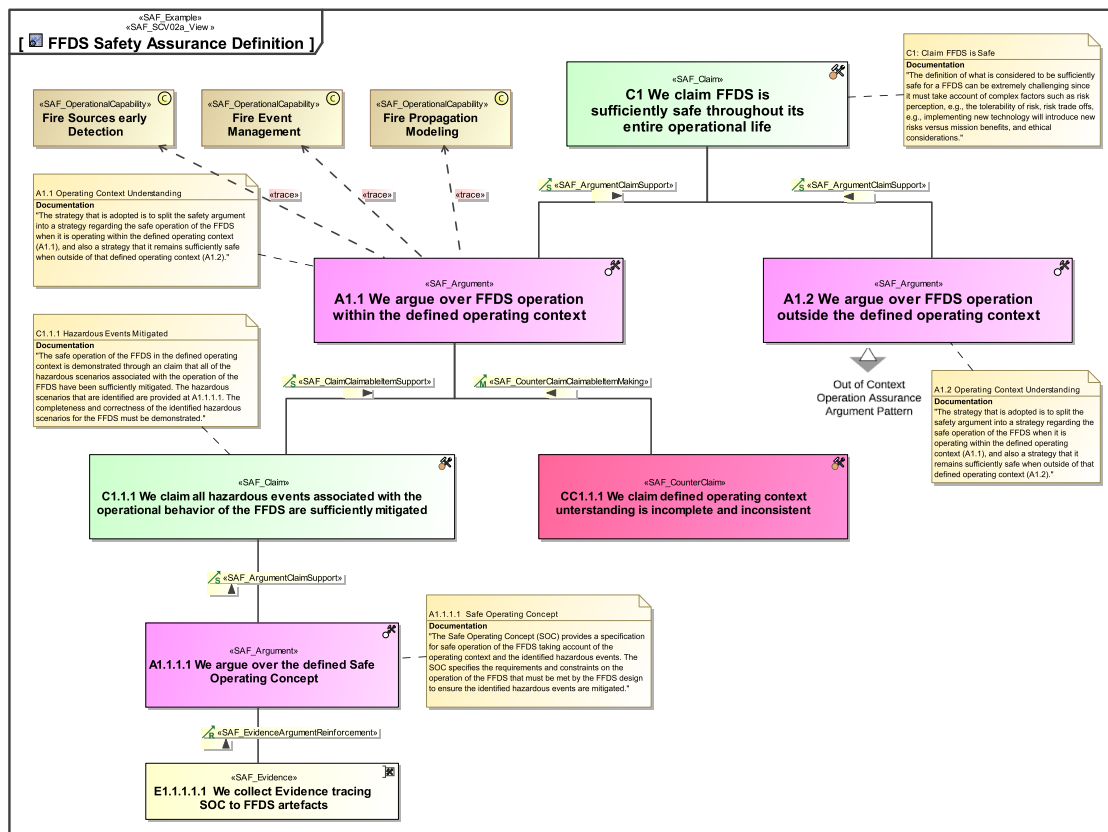 «SAF_Example»
«SAF_SCV02a_View »
[ FFDS Safety Assurance Definition ]
C1: Claim FFDS is Safe
Documentation
"The definition of what is considered to be sufficiently
safe for a FFDS can be extremely challenging since
it must take account of complex factors such as risk
perception, e.g., the tolerability of risk, risk trade offs,
e.g., implementing new technology will introduce new
risks versus mission benefits, and ethical
considerations."
«SAF_Claim»
C1 We claim FFDS is
sufficiently safe throughout its
entire operational life
«SAF_OperationalCapability»
Fire Sources early
Detection
C
«SAF_OperationalCapability»
Fire Event
Management
C
«SAF_OperationalCapability»
Fire Propagation
Modeling
C
«trace»
«trace»
«trace»
S «SAF_ArgumentClaimSupport»
S «SAF_ArgumentClaimSupport»
A1.1 Operating Context Understanding
Documentation
"The strategy that is adopted is to split the safety argument
into a strategy regarding the safe operation of the FFDS
when it is operating within the defined operating context
(A1.1), and also a strategy that it remains sufficiently safe
when outside of that defined operating context (A1.2)."
«SAF_Argument»
A1.1 We argue over FFDS operation
within the defined operating context
«SAF_Argument»
A1.2 We argue over FFDS operation
outside the defined operating context
Out of Context
Operation Assurance
Argument Pattern
C1.1.1 Hazardous Events Mitigated
Documentation
"The safe operation of the FFDS in the defined operating
context is demonstrated through an claim that all of the
hazardous scenarios associated with the operation of the
FFDS have been sufficiently mitigated. The hazardous
scenarios that are identified are provided at A1.1.1.1. The
completeness and correctness of the identified hazardous
scenarios for the FFDS must be demonstrated."
S «SAF_ClaimClaimableItemSupport»
M «SAF_CounterClaimClaimableItemMaking»
A1.2 Operating Context Understanding
Documentation
"The strategy that is adopted is to split the
safety argument into a strategy regarding the
safe operation of the FFDS when it is
operating within the defined operating
context (A1.1), and also a strategy that it
remains sufficiently safe when outside of that
defined operating context (A1.2)."
«SAF_Claim»
C1.1.1 We claim all hazardous events associated with the
operational behavior of the FFDS are sufficiently mitigated
«SAF_CounterClaim»
CC1.1.1 We claim defined operating context
unterstanding is incomplete and inconsistent
S «SAF_ArgumentClaimSupport»
A1.1.1.1 Safe Operating Concept
Documentation
"The Safe Operating Concept (SOC) provides a specification
for safe operation of the FFDS taking account of the
operating context and the identified hazardous events. The
SOC specifies the requirements and constraints on the
operation of the FFDS that must be met by the FFDS design
to ensure the identified hazardous events are mitigated."
«SAF_Argument»
A1.1.1.1 We argue over the defined Safe
Operating Concept
R «SAF_EvidenceArgumentReinforcement»
«SAF_Evidence»
E1.1.1.1.1 We collect Evidence tracing
SOC to FFDS artefacts